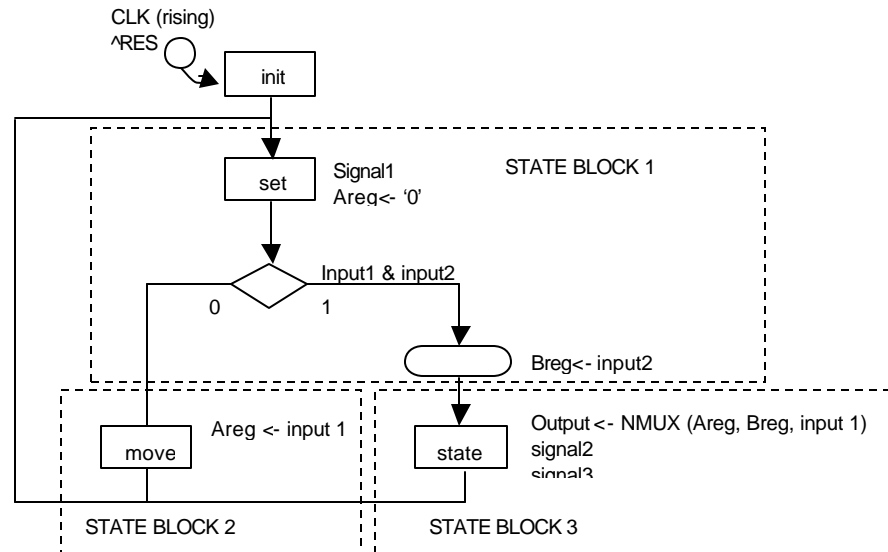 CLK (rising)
^RES
init
set
Signal1
Areg<- ‘0’
STATE BLOCK 1
Input1 & input2
0
1
Breg<- input2
move
Areg <- input 1
state
Output <- NMUX (Areg, Breg, input 1)
signal2
signal3
STATE BLOCK 2
STATE BLOCK 3